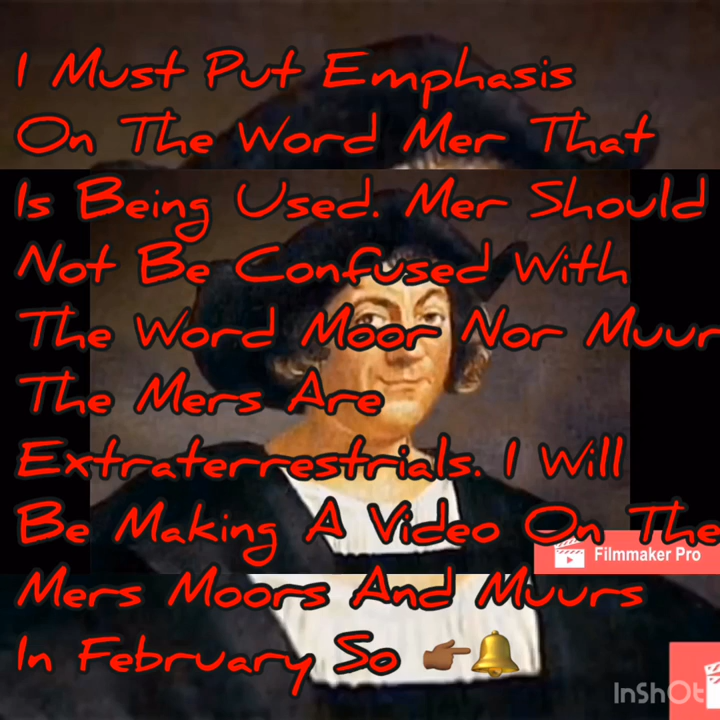 I Must Put Emphasis
On The Word Mer That
Is Being Used. Mer Should
Not Be Confused With
The Word Moor Nor Muur
The Mers Are
Extraterrestrials. I Will
Be Making A Video On The
Mers Moors And Muurs
In February So 👉🏾🔔
Filmmaker Pro
InShOt